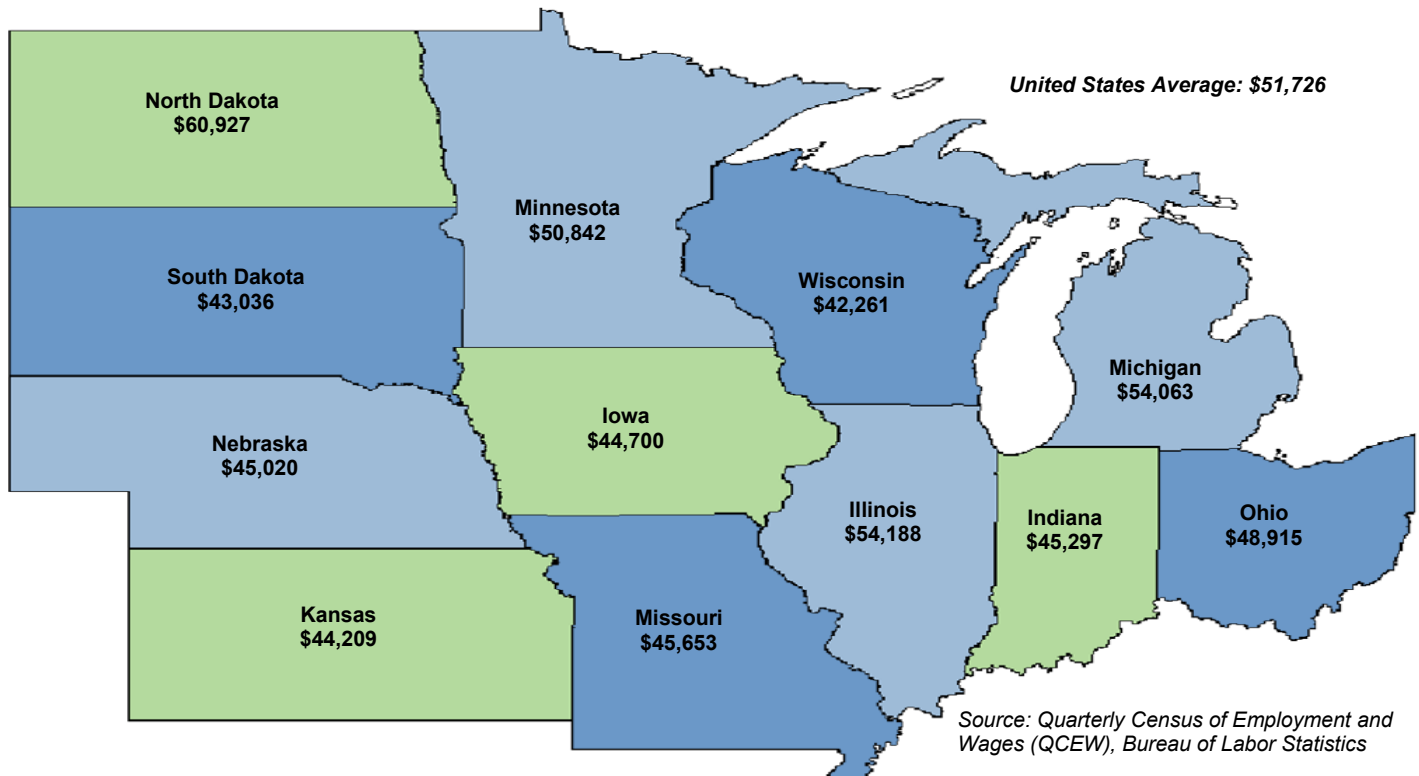 United States Average: $51,726
North Dakota
$60,927
Minnesota
$50,842
South Dakota
$43,036
Wisconsin
$42,261
Michigan
$54,063
Iowa
$44,700
Nebraska
$45,020
Illinois
$54,188
Indiana
$45,297
Ohio
$48,915
Kansas
$44,209
Missouri
$45,653
Source: Quarterly Census of Employment and
Wages (QCEW), Bureau of Labor Statistics